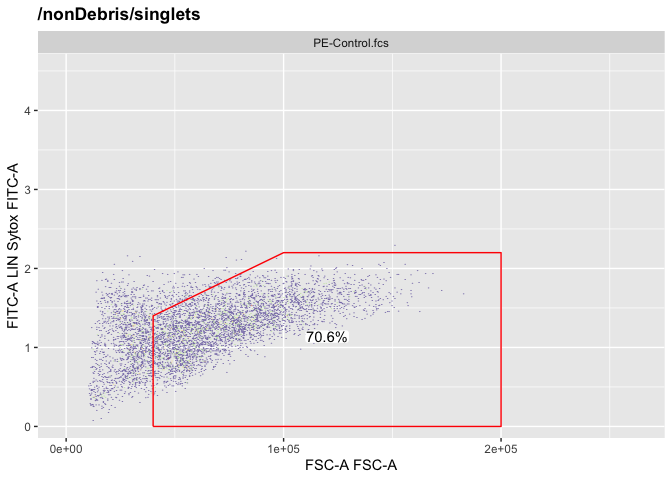 /nonDebris/singlets
PE-Control.fcs
FITC-A LIN Sytox FITC-A
4
3
2
1
0
70.6%
0e+00
1e+05
2e+05
FSC-A FSC-A